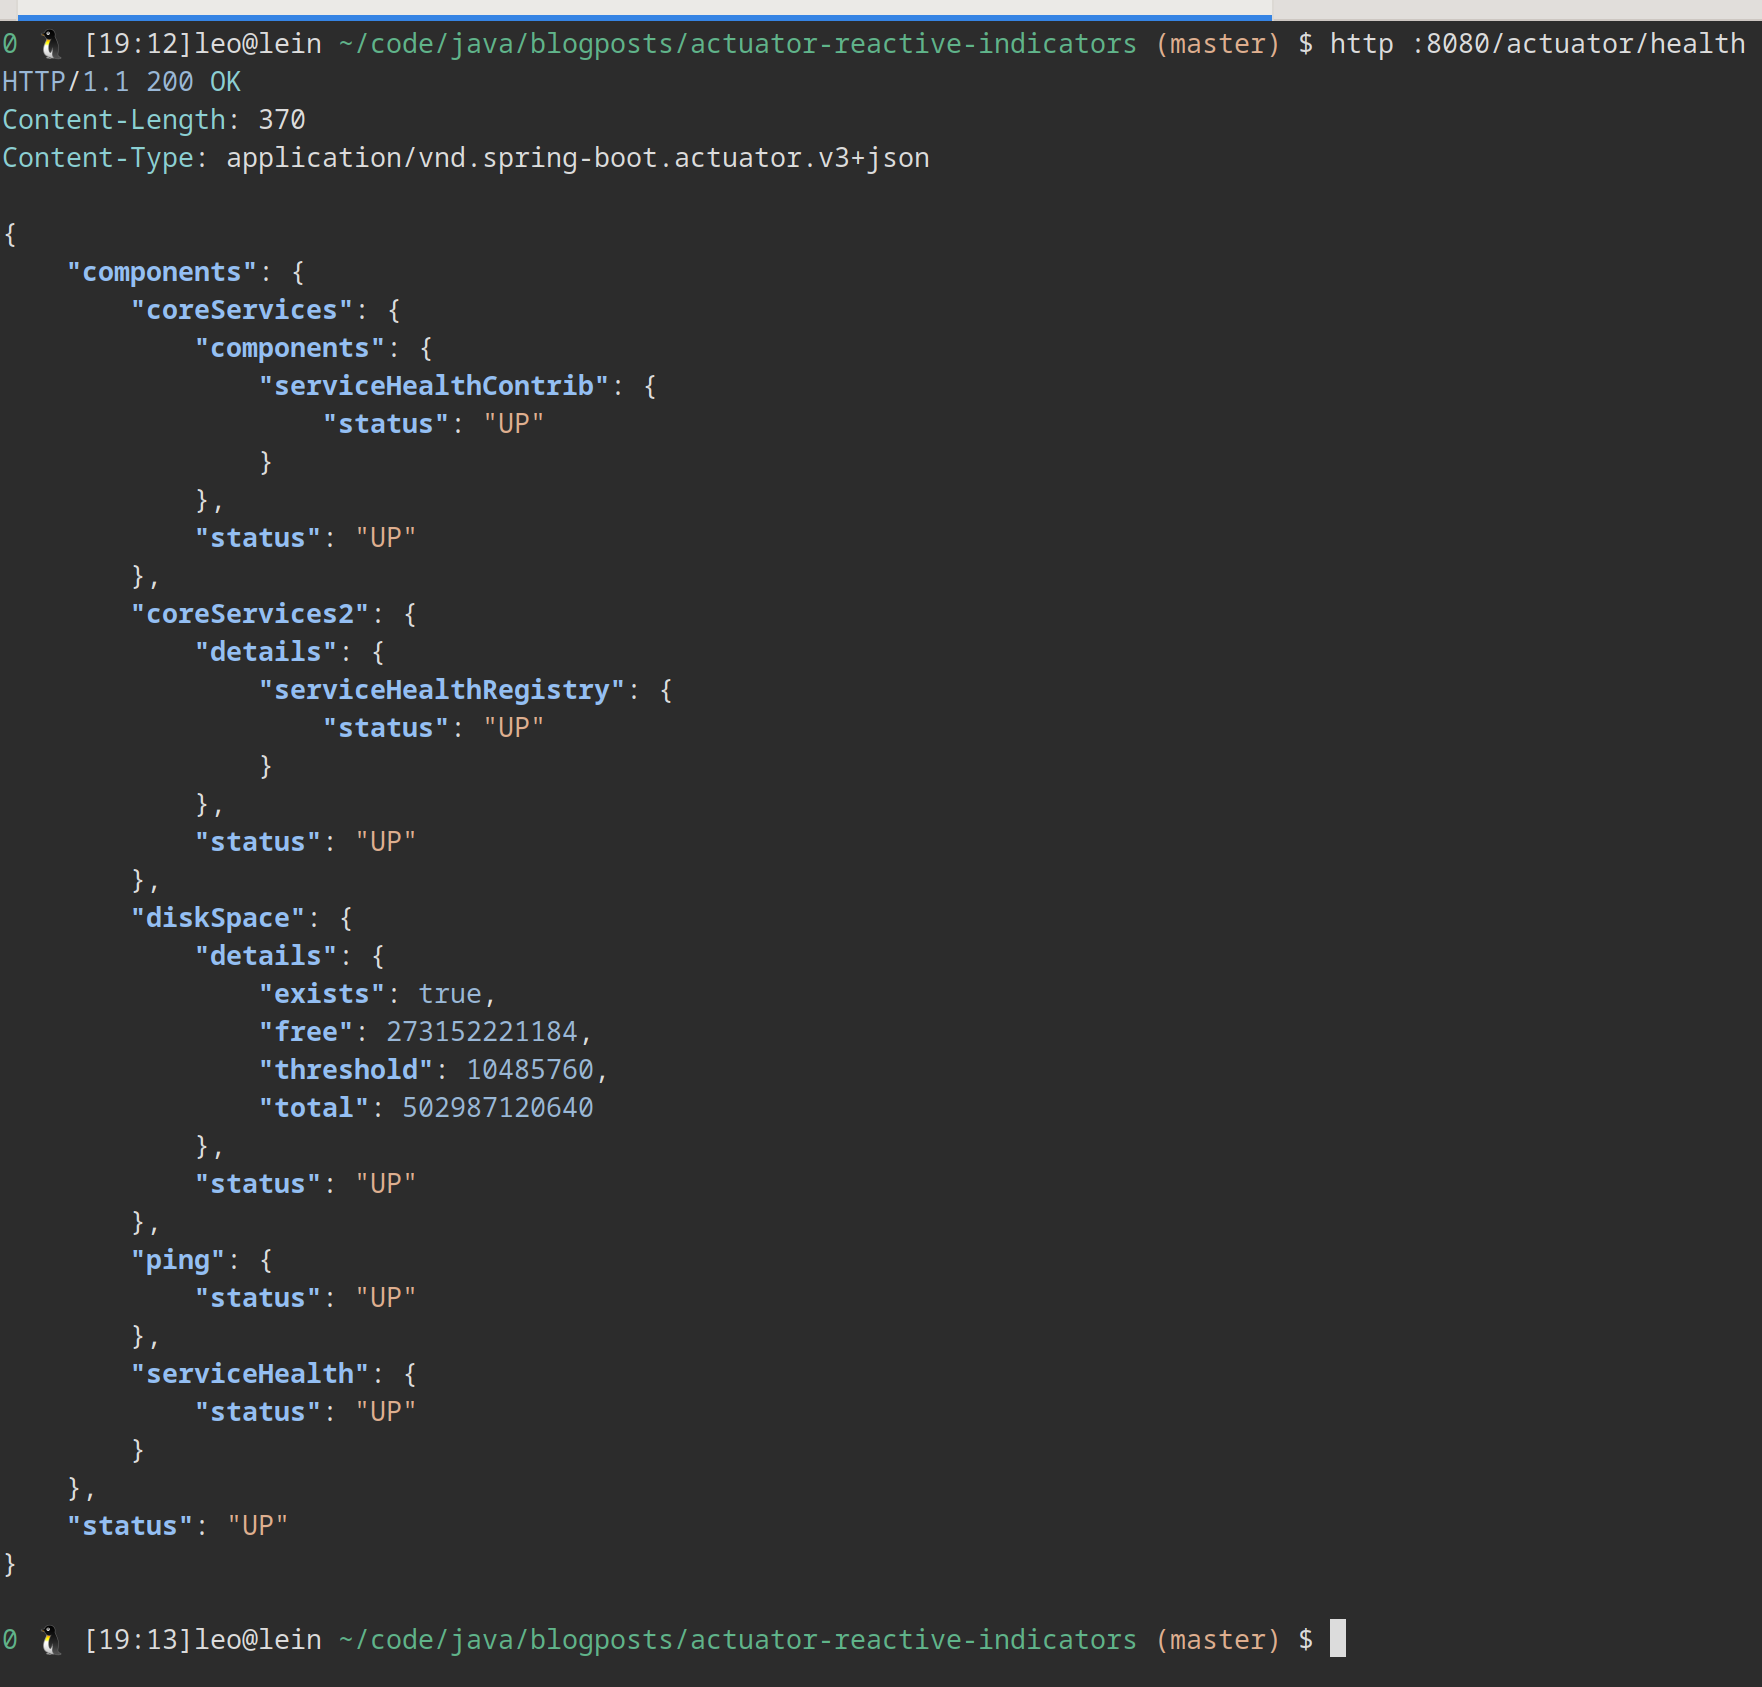 0 🐧 [19:12]leo@lein ~/code/java/blogposts/actuator-reactive-indicators (master) $ http :8080/actuator/health
HTTP/1.1 200 OK
Content-Length: 370
Content-Type: application/vnd.spring-boot.actuator.v3+json

{
    "components": {
        "coreServices": {
            "components": {
                "serviceHealthContrib": {
                    "status": "UP"
                }
            },
            "status": "UP"
        },
        "coreServices2": {
            "details": {
                "serviceHealthRegistry": {
                    "status": "UP"
                }
            },
            "status": "UP"
        },
        "diskSpace": {
            "details": {
                "exists": true,
                "free": 273152221184,
                "threshold": 10485760,
                "total": 502987120640
            },
            "status": "UP"
        },
        "ping": {
            "status": "UP"
        },
        "serviceHealth": {
            "status": "UP"
        }
    },
    "status": "UP"
}

0 🐧 [19:13]leo@lein ~/code/java/blogposts/actuator-reactive-indicators (master) $